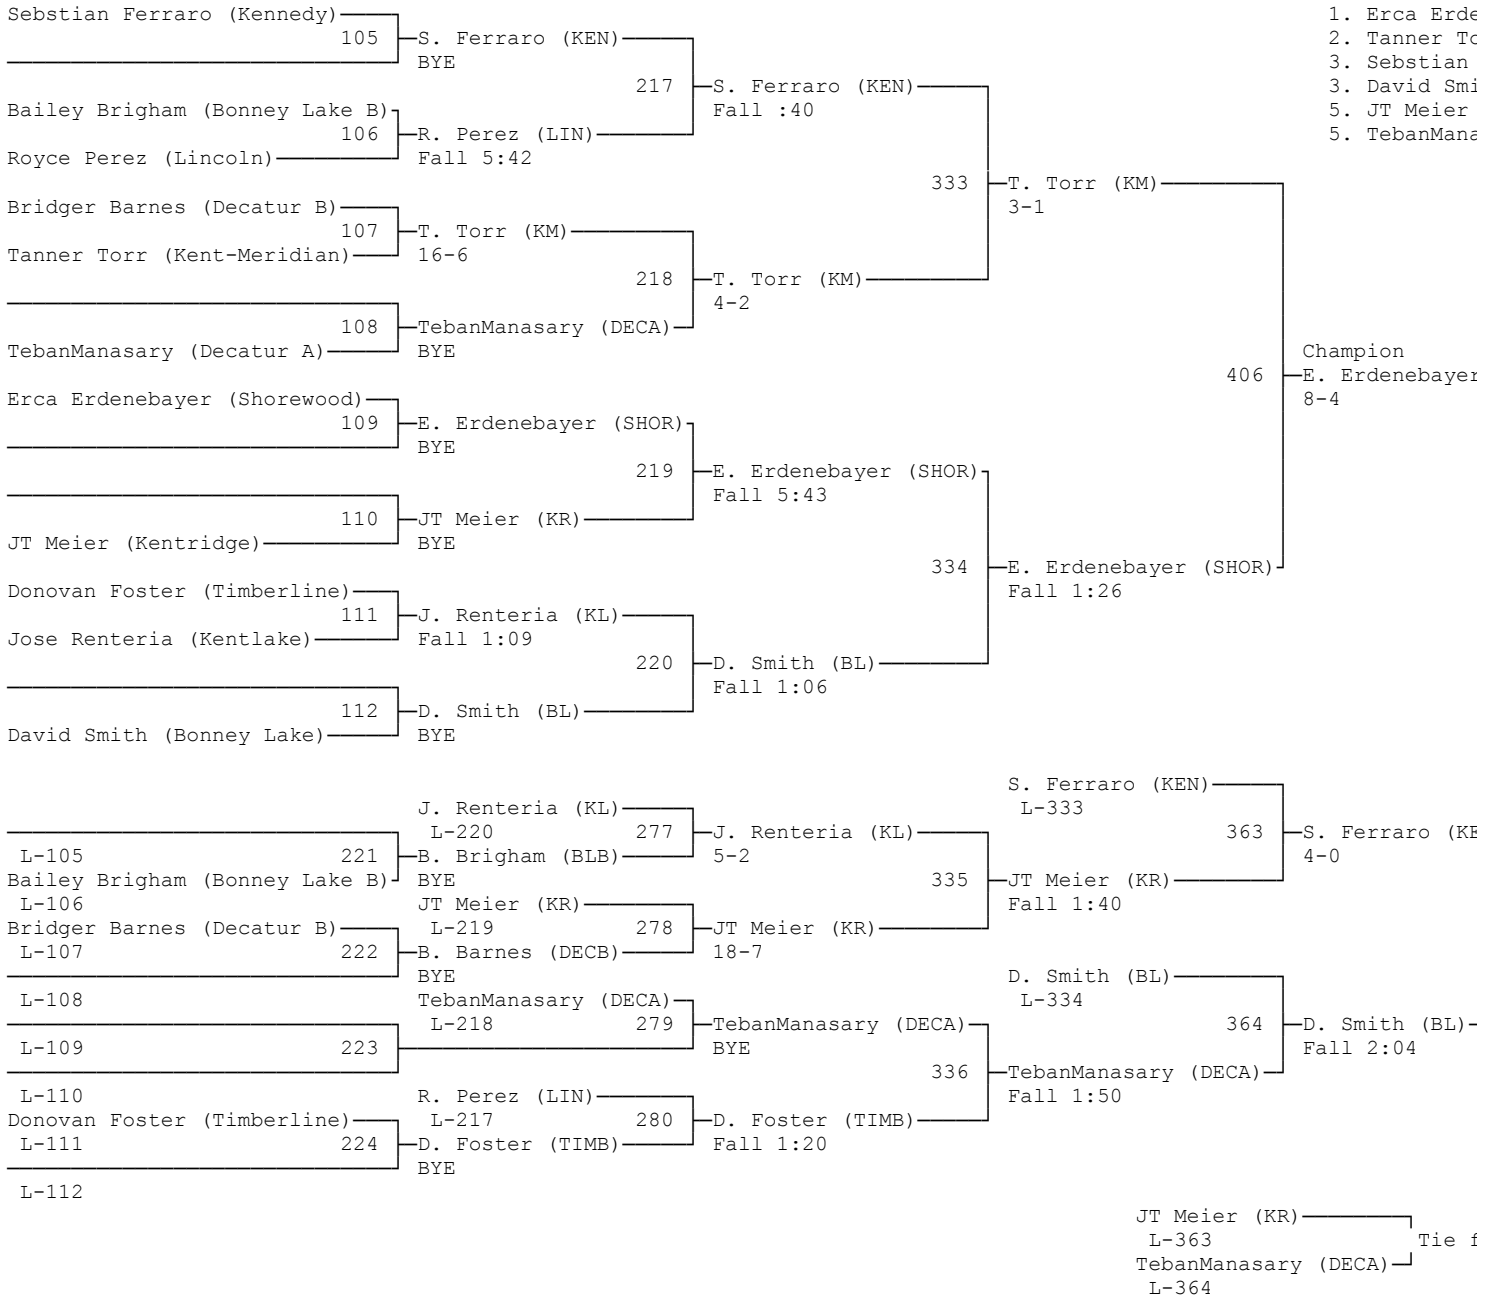 Sebstian Ferraro (Kennedy) 1. Erca Erde
105 S. Ferraro (KEN) 2. Tanner To
BYE 3. Sebstian
217 S. Ferraro (KEN) 3. David Smi
Bailey Brigham (Bonney Lake B) Fall :40 5. JT Meier
106 R. Perez (LIN) 5. TebanMana
Royce Perez (Lincoln) Fall 5:42
333 T. Torr (KM)
Bridger Barnes (Decatur B) 3-1
107 T. Torr (KM)
Tanner Torr (Kent-Meridian) 16-6
218 T. Torr (KM)
4-2
108 TebanManasary (DECA)
TebanManasary (Decatur A) BYE Champion
406 E. Erdenebayer
Erca Erdenebayer (Shorewood) 8-4
109 E. Erdenebayer (SHOR)
BYE
219 E. Erdenebayer (SHOR)
Fall 5:43
110 JT Meier (KR)
JT Meier (Kentridge) BYE
334 E. Erdenebayer (SHOR)
Donovan Foster (Timberline) Fall 1:26
111 J. Renteria (KL)
Jose Renteria (Kentlake) Fall 1:09
220 D. Smith (BL)
Fall 1:06
112 D. Smith (BL)
David Smith (Bonney Lake) BYE
S. Ferraro (KEN)
J. Renteria (KL) L-333
L-220 277 J. Renteria (KL) 363 S. Ferraro (KE
L-105 221 B. Brigham (BLB) 5-2 4-0
Bailey Brigham (Bonney Lake B) BYE 335 JT Meier (KR)
L-106 JT Meier (KR) Fall 1:40
Bridger Barnes (Decatur B) L-219 278 JT Meier (KR)
L-107 222 B. Barnes (DECB) 18-7
BYE D. Smith (BL)
L-108 TebanManasary (DECA) L-334
L-218 279 TebanManasary (DECA) 364 D. Smith (BL)
L-109 223 BYE Fall 2:04
336 TebanManasary (DECA)
L-110 R. Perez (LIN) Fall 1:50
Donovan Foster (Timberline) L-217 280 D. Foster (TIMB)
L-111 224 D. Foster (TIMB) Fall 1:20
BYE
L-112
JT Meier (KR)
L-363 Tie f
TebanManasary (DECA)
L-364